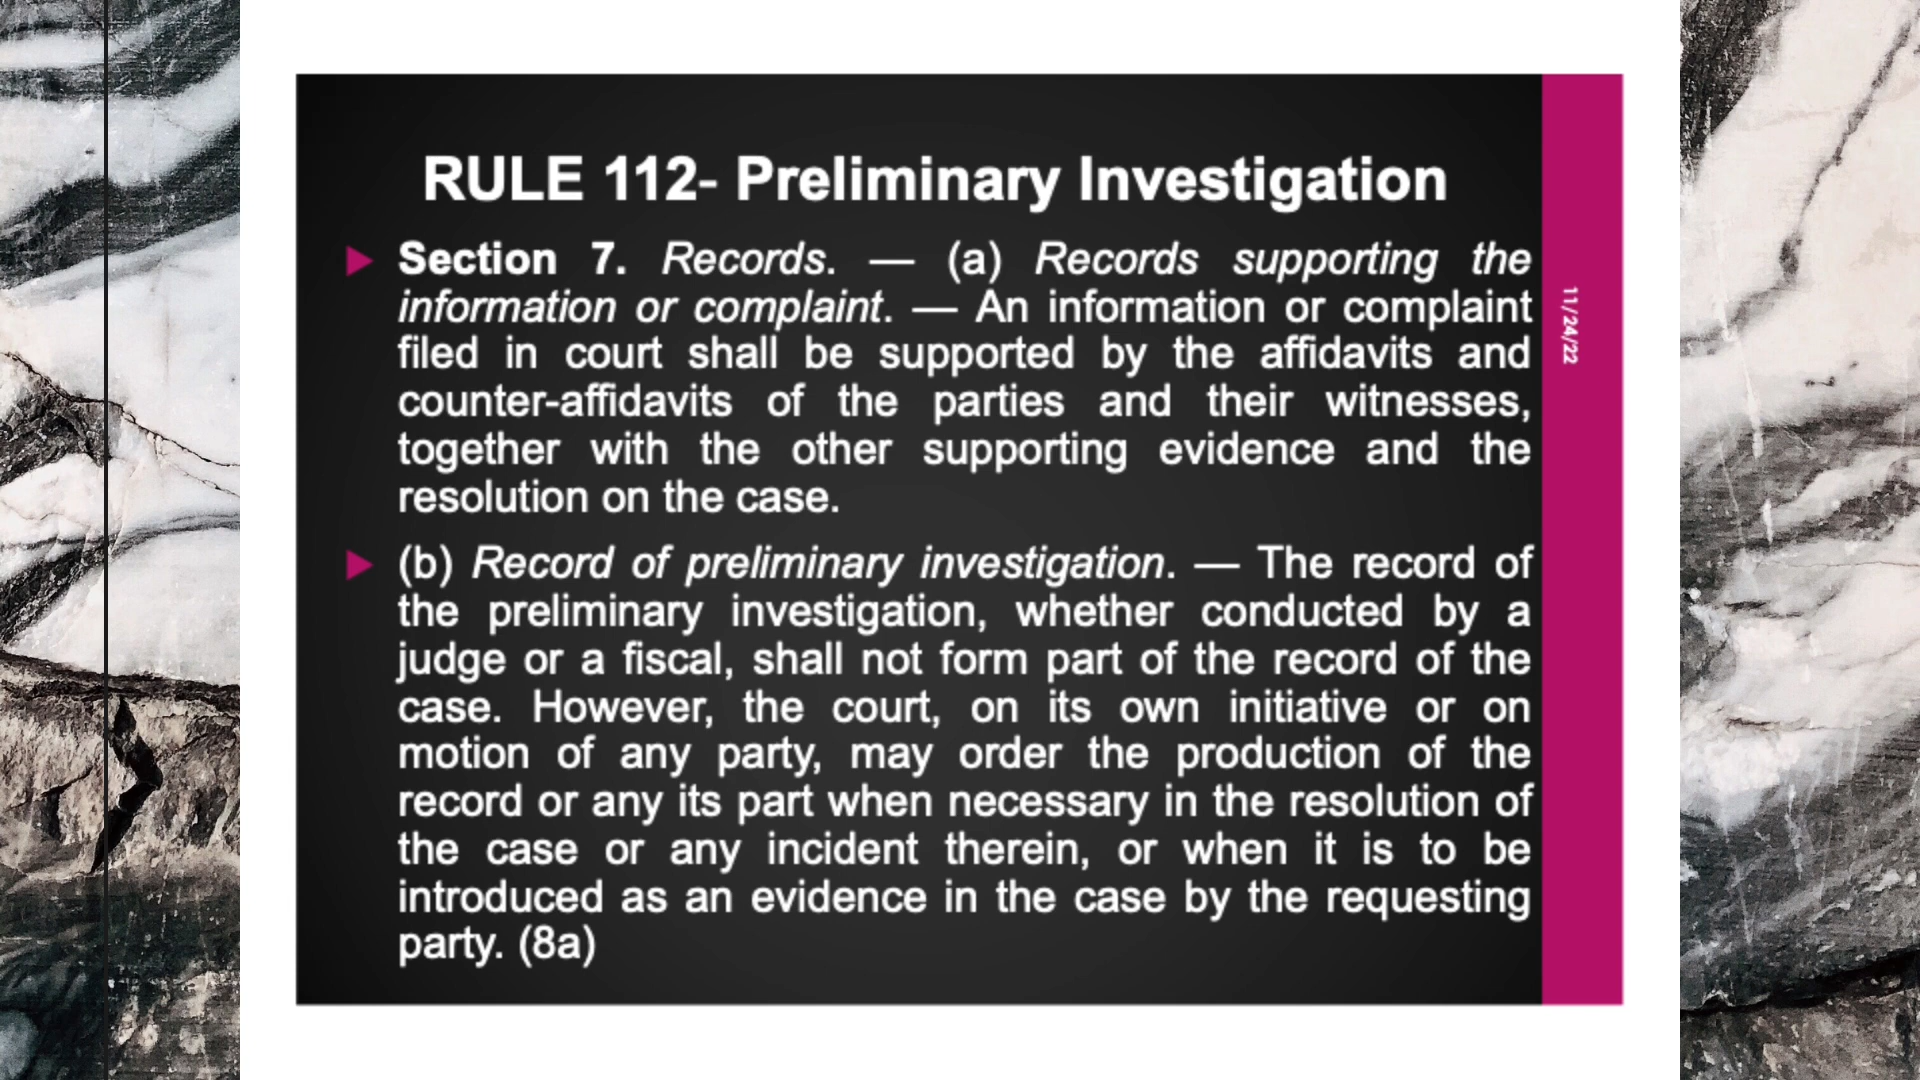 RULE 112- Preliminary Investigation
Section 7. Records. — (a) Records supporting the
information or complaint. — An information or complaint
filed in court shall be supported by the affidavits and
counter-affidavits of the parties and their witnesses,
together with the other supporting evidence and the
resolution on the case.
(b) Record of preliminary investigation. — The record of
the preliminary investigation, whether conducted by a
judge or a fiscal, shall not form part of the record of the
case. However, the court, on its own initiative or on
motion of any party, may order the production of the
record or any its part when necessary in the resolution of
the case or any incident therein, or when it is to be
introduced as an evidence in the case by the requesting
party. (8a)
11/24/22